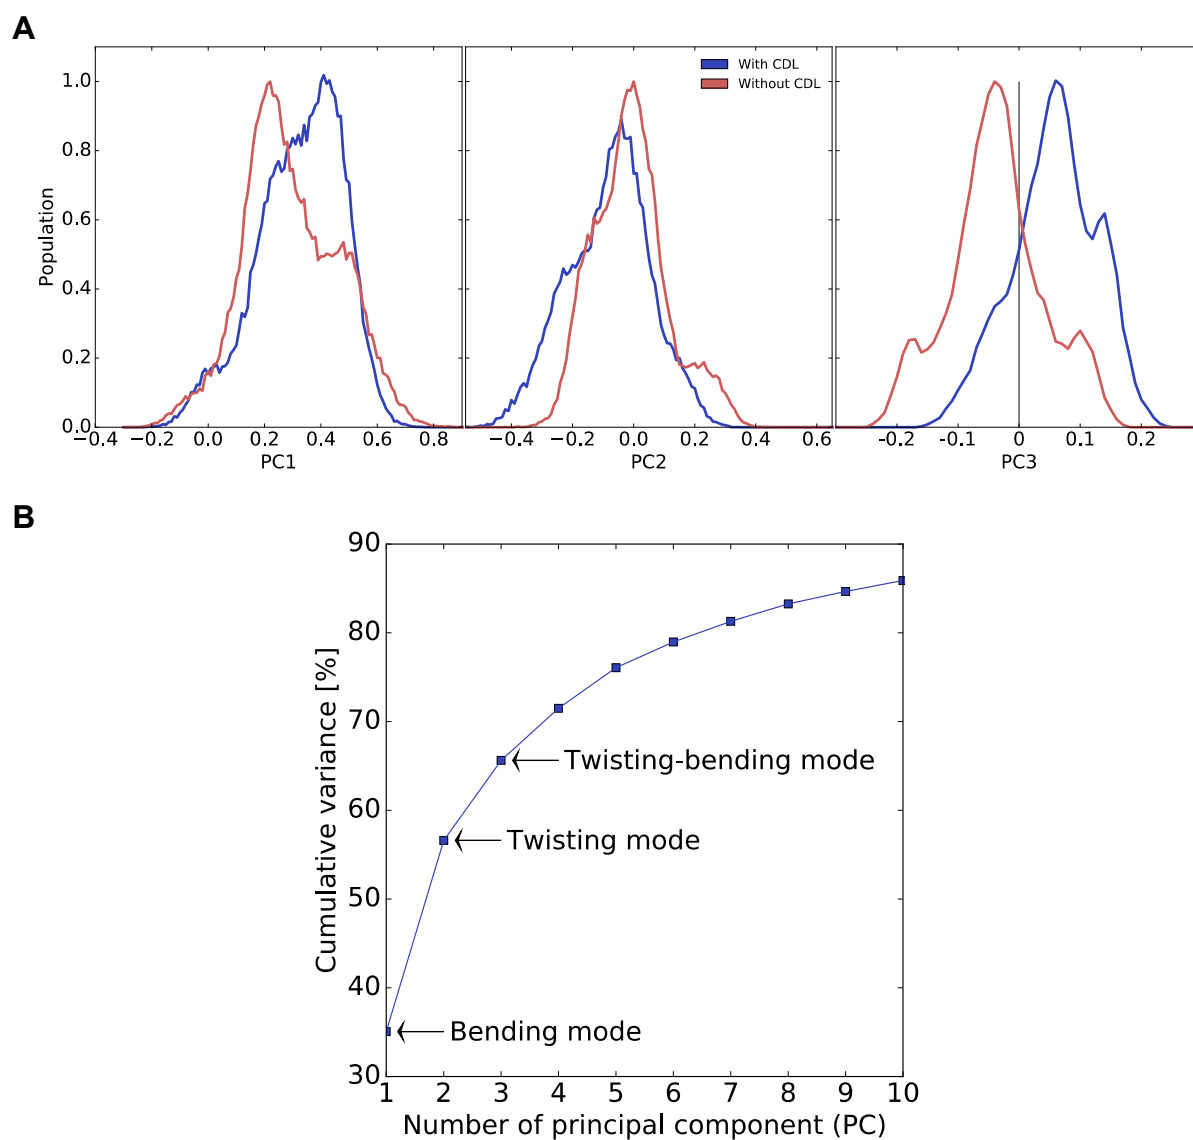 A
With CDL
Without CDL
Population
1.0
0.8
0.6
0.4
0.2
0.0
−0.4 −0.2 0.0 0.2 0.4 0.6 0.8
−0.4 −0.2 0.0 0.2 0.4 0.6
-0.2 -0.1 0 0.1 0.2
PC1
PC2
PC3
B
Cumulative variance [%]
90
80
70
60
50
40
30
Twisting-bending mode
Twisting mode
Bending mode
1 2 3 4 5 6 7 8 9 10
Number of principal component (PC)